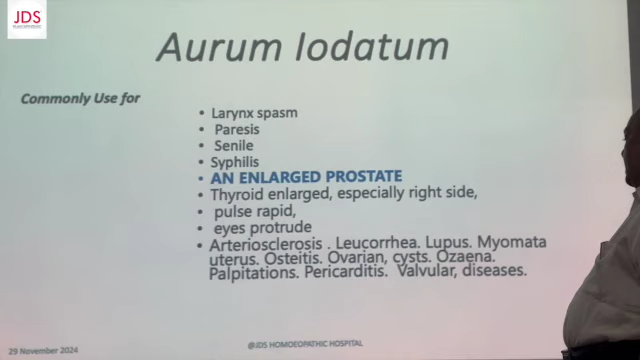 JDS
Aurum Iodatum
Commonly Use for
• Larynx spasm
• Paresis
• Senile
• Syphilis
• AN ENLARGED PROSTATE
• Thyroid enlarged, especially right side,
• pulse rapid,
• eyes protrude
• Arteriosclerosis . Leucorrhea. Lupus. Myomata
uterus. Osteitis. Ovarian, cysts. Ozaena.
Palpitations. Pericarditis. Valvular, diseases.
29 November 2024
@JDS HOMOEOPATHIC HOSPITAL